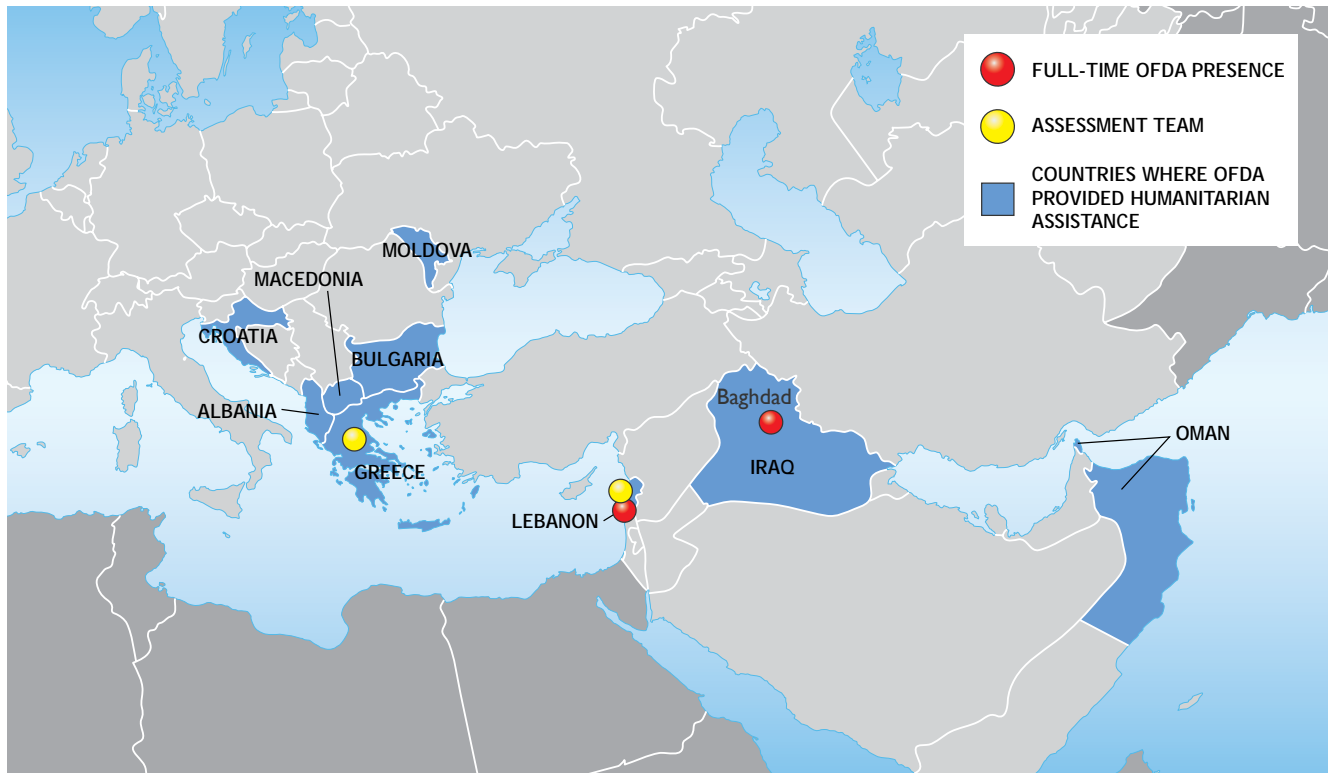 FULL-TIME OFDA PRESENCE
ASSESSMENT TEAM
COUNTRIES WHERE OFDA
PROVIDED HUMANITARIAN
ASSISTANCE
MOLDOVA
MACEDONIA
CROATIA
BULGARIA
Baghdad
ALBANIA
OMAN
GREECE
IRAQ
LEBANON